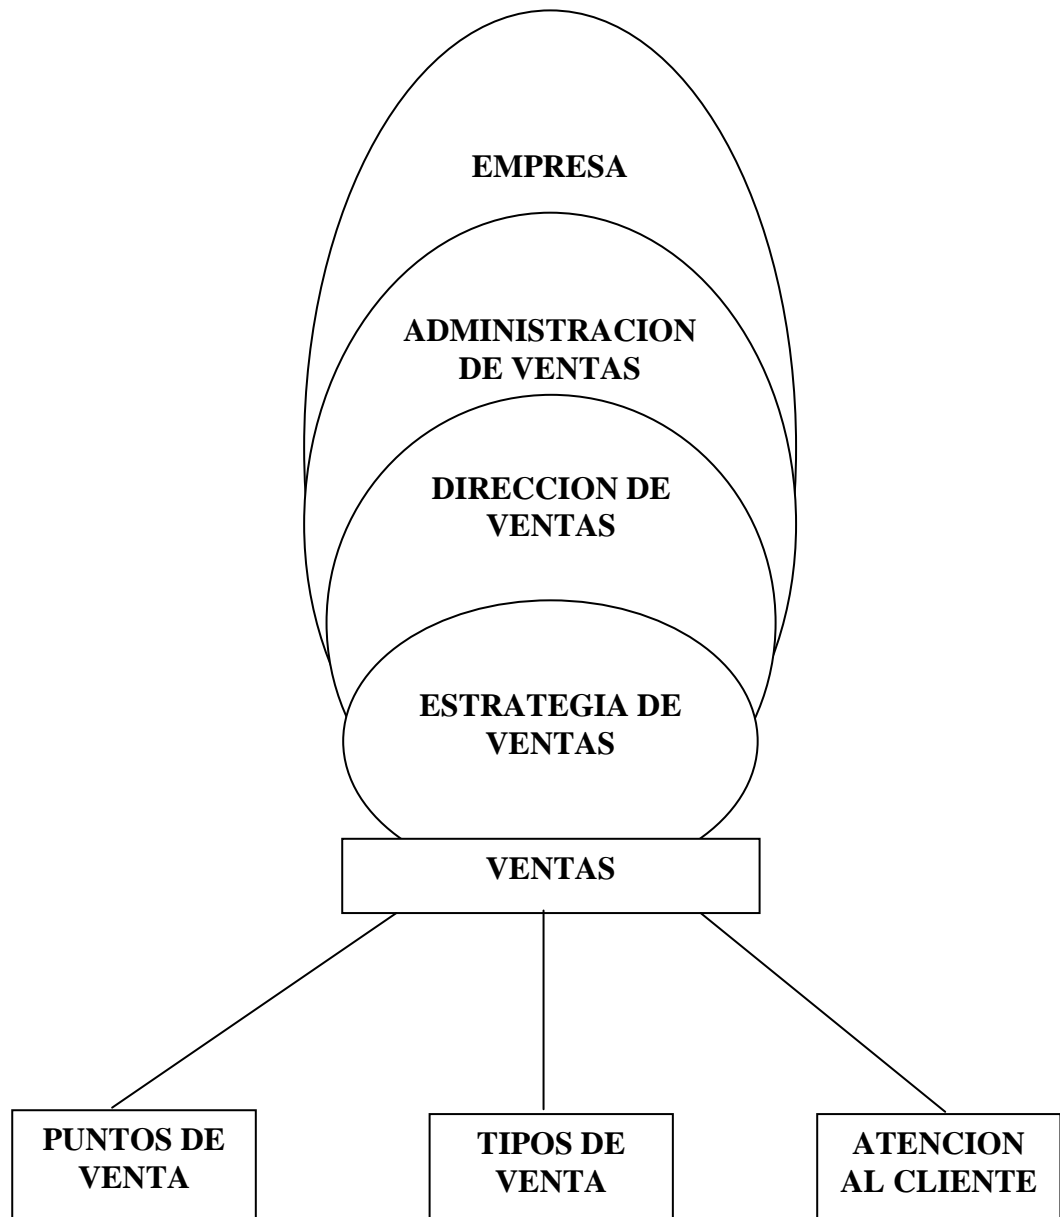 EMPRESA
ADMINISTRACION
DE VENTAS
DIRECCION DE
VENTAS
ESTRATEGIA DE
VENTAS
VENTAS
PUNTOS DE
VENTA
TIPOS DE
VENTA
ATENCION
AL CLIENTE